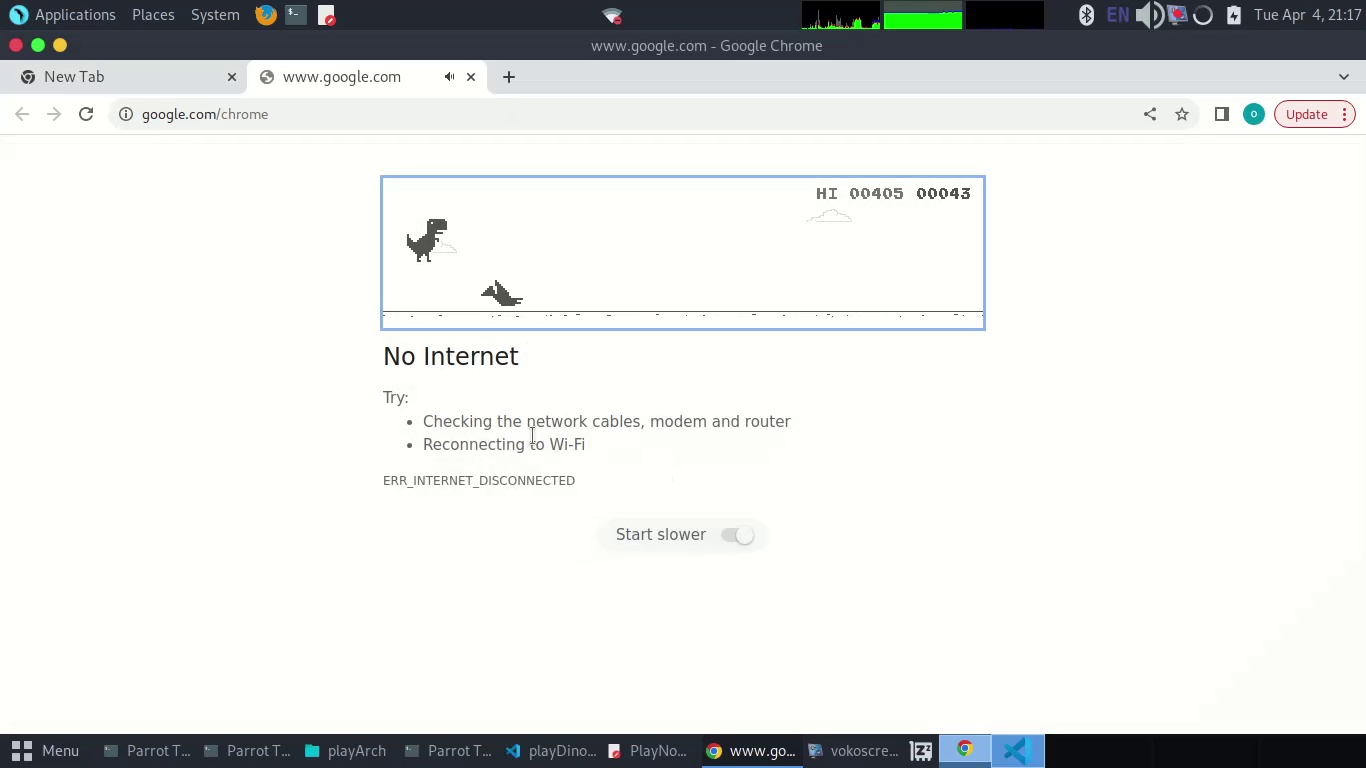 Applications Places System EN Tue Apr 4, 21:17
www.google.com - Google Chrome
New Tab www.google.com
google.com/chrome Update
HI 00405 00043
No Internet
Try:
Checking the network cables, modem and router
Reconnecting to Wi-Fi
ERR_INTERNET_DISCONNECTED
Start slower
Menu Parrot T... Parrot T... playArch Parrot T... playDino... PlayNo... www.go... vokoscre...